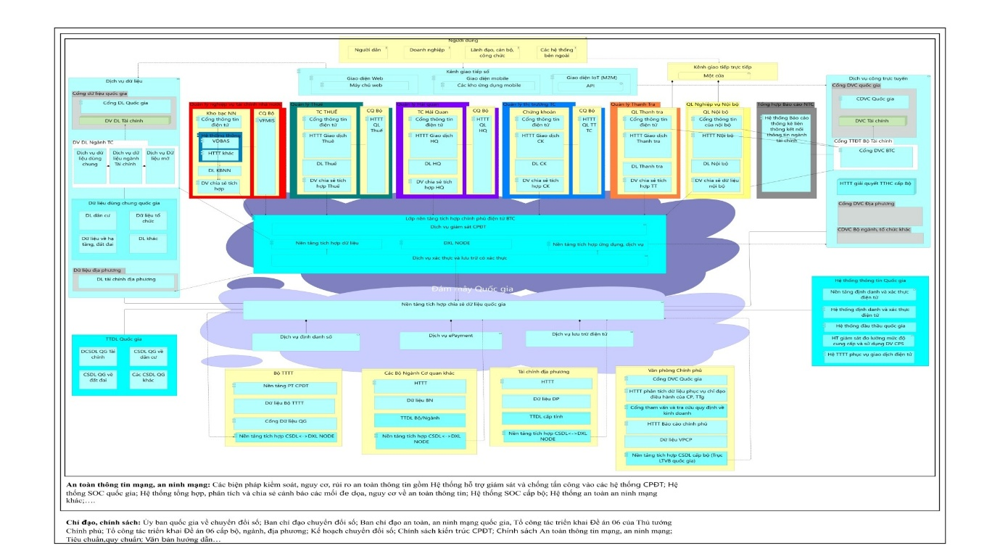 Người dùng
Người dân
Doanh nghiệp
Lãnh đạo, cán bộ,
công chức
Các hệ thống
bên ngoài
Kênh giao tiếp số
Giao diện Web
Máy chủ web
Giao diện mobile
Các kho ứng dụng mobile
Giao diện IoT (M2M)
API
Kênh giao tiếp trực tiếp
Một cửa
Dịch vụ dữ liệu
Cổng dữ liệu quốc gia
Cổng DL Quốc gia
DV DL Tài chính
DV DL Ngành TC
Dịch vụ dữ
liệu dùng
chung
Dịch vụ dữ
liệu ngành
Tài chính
Dịch vụ Dữ
liệu mở
Dữ liệu dùng chung quốc gia
DL dân cư
Dữ liệu tổ
chức
Dữ liệu về hạ
tầng, đất đai
DL khác
Dữ liệu địa phương
DL tài chính địa phương
Quản lý nghiệp vụ tài chính nhà nước
Kho bạc NN
Cổng thông tin
điện tử
Hệ thống thông
VDBAS
HTTT khác
DL KBNN
DV chia sẻ tích
hợp
CQ Bộ
VFMIS
Quản lý Thuế
TC THUẾ
Cổng thông tin
điện tử
HTTT Giao dịch
Thuế
DL Thuế
DV chia sẻ tích
hợp Thuế
CQ Bộ
HTTT
QL
Thuế
Quản lý Hải quan
TC Hải Quan
Cổng thông tin
điện tử
HTTT Giao dịch
HQ
DL HQ
DV chia sẻ tích
hợp HQ
CQ Bộ
HTTT
QL
HQ
Quản lý thị trường TC
Chứng khoán
Cổng thông tin
điện tử
HTTT Giao dịch
CK
DL CK
DV chia sẻ tích
hợp CK
CQ Bộ
HTTT
QL TT
TC
Quản lý Thanh Tra
QL Thanh tra
Cổng thông tin
điện tử
HTTT Giao dịch
Thanh tra
DL Thanh tra
DV chia sẻ tích
hợp TT
QL Nghiệp vụ Nội bộ
QL Nội bộ
Cổng thông tin
của nội bộ
HTTT Nội bộ
DL Nội bộ
DV chia sẻ dữ liệu
nội bộ
Tổng hợp Báo cáo NTC
Hệ thống Báo cáo
thống kê liên
thông kết nối
thông tin ngành
tài chính
Dịch vụ công trực tuyến
Cổng DVC quốc gia
CDVC Quốc gia
DVC Tài chính
Cổng TTĐT Bộ Tài chính
Cổng DVC BTC
HTTT giải quyết TTHC cấp Bộ
Cổng DVC Địa phương
CDVC Bộ ngành, tổ chức khác
Lớp nền tảng tích hợp chính phủ điện tử BTC
Dịch vụ giám sát CPĐT
Nền tảng tích hợp dữ liệu
DXL NODE
Nền tảng tích hợp ứng dụng, dịch vụ
Dịch vụ xác thực và lưu trữ có xác thực
Đám mây Quốc gia
Nền tảng tích hợp chia sẻ dữ liệu quốc gia
Dịch vụ định danh số
Dịch vụ ePayment
Dịch vụ lưu trữ điện tử
Hệ thống thông tin Quốc gia
Nền tảng định danh và xác thực
điện tử
Hệ thống định danh và xác thực
điện tử
Hệ thống đấu thầu quốc gia
HT giám sát đo lường mức độ
cung cấp và sử dụng DV CPS
Hệ TTTT phục vụ giao dịch điện tử
TTDL Quốc gia
DCSDL QG Tài
chính
CSDL QG về
dân cư
CSDL QG về
đất đai
Các CSDL QG
khác
Bộ TTTT
Nền tảng PT CPĐT
Dữ liệu Bộ TTTT
Cổng Dữ liệu QG
Nền tảng tích hợp CSDL<->DXL NODE
Các Bộ Ngành Cơ quan khác
HTTT
Dữ liệu BN
TTDL Bộ/Ngành
Nền tảng tích hợp CSDL<->DXL
NODE
Tài chính địa phương
HTTT
Dữ liệu ĐP
TTDL cấp tỉnh
Nền tảng tích hợp CSDL<->DXL
NODE
Văn phòng Chính phủ
Cổng DVC Quốc gia
HTTT phân tích dữ liệu phục vụ chỉ đạo
điều hành của CP, TTg
Cổng tham vấn và tra cứu quy định về
kinh doanh
HTTT Báo cáo chính phủ
Dữ liệu VPCP
Nền tảng tích hợp CSDL cấp bộ (Trục
LTVB quốc gia)
An toàn thông tin mạng, an ninh mạng: Các biện pháp kiểm soát, nguy cơ, rủi ro an toàn thông tin gồm Hệ thống hỗ trợ giám sát và chống tấn công vào các hệ thống CPĐT; Hệ
thống SOC quốc gia; Hệ thống tổng hợp, phân tích và chia sẻ cảnh báo các mối đe dọa, nguy cơ về an toàn thông tin; Hệ thống SOC cấp bộ; Hệ thống an toàn an ninh mạng
khác;….
Chỉ đạo, chính sách: Ủy ban quốc gia về chuyển đổi số; Ban chỉ đạo chuyển đổi số; Ban chỉ đạo an toàn, an ninh mạng quốc gia, Tổ công tác triển khai Đề án 06 của Thủ tướng
Chính phủ; Tổ công tác triển khai Đề án 06 cấp bộ, ngành, địa phương; Kế hoạch chuyển đổi số; Chính sách kiến trúc CPĐT; Chính sách An toàn thông tin mạng, an ninh mạng;
Tiêu chuẩn,quy chuẩn; Văn bản hướng dẫn…